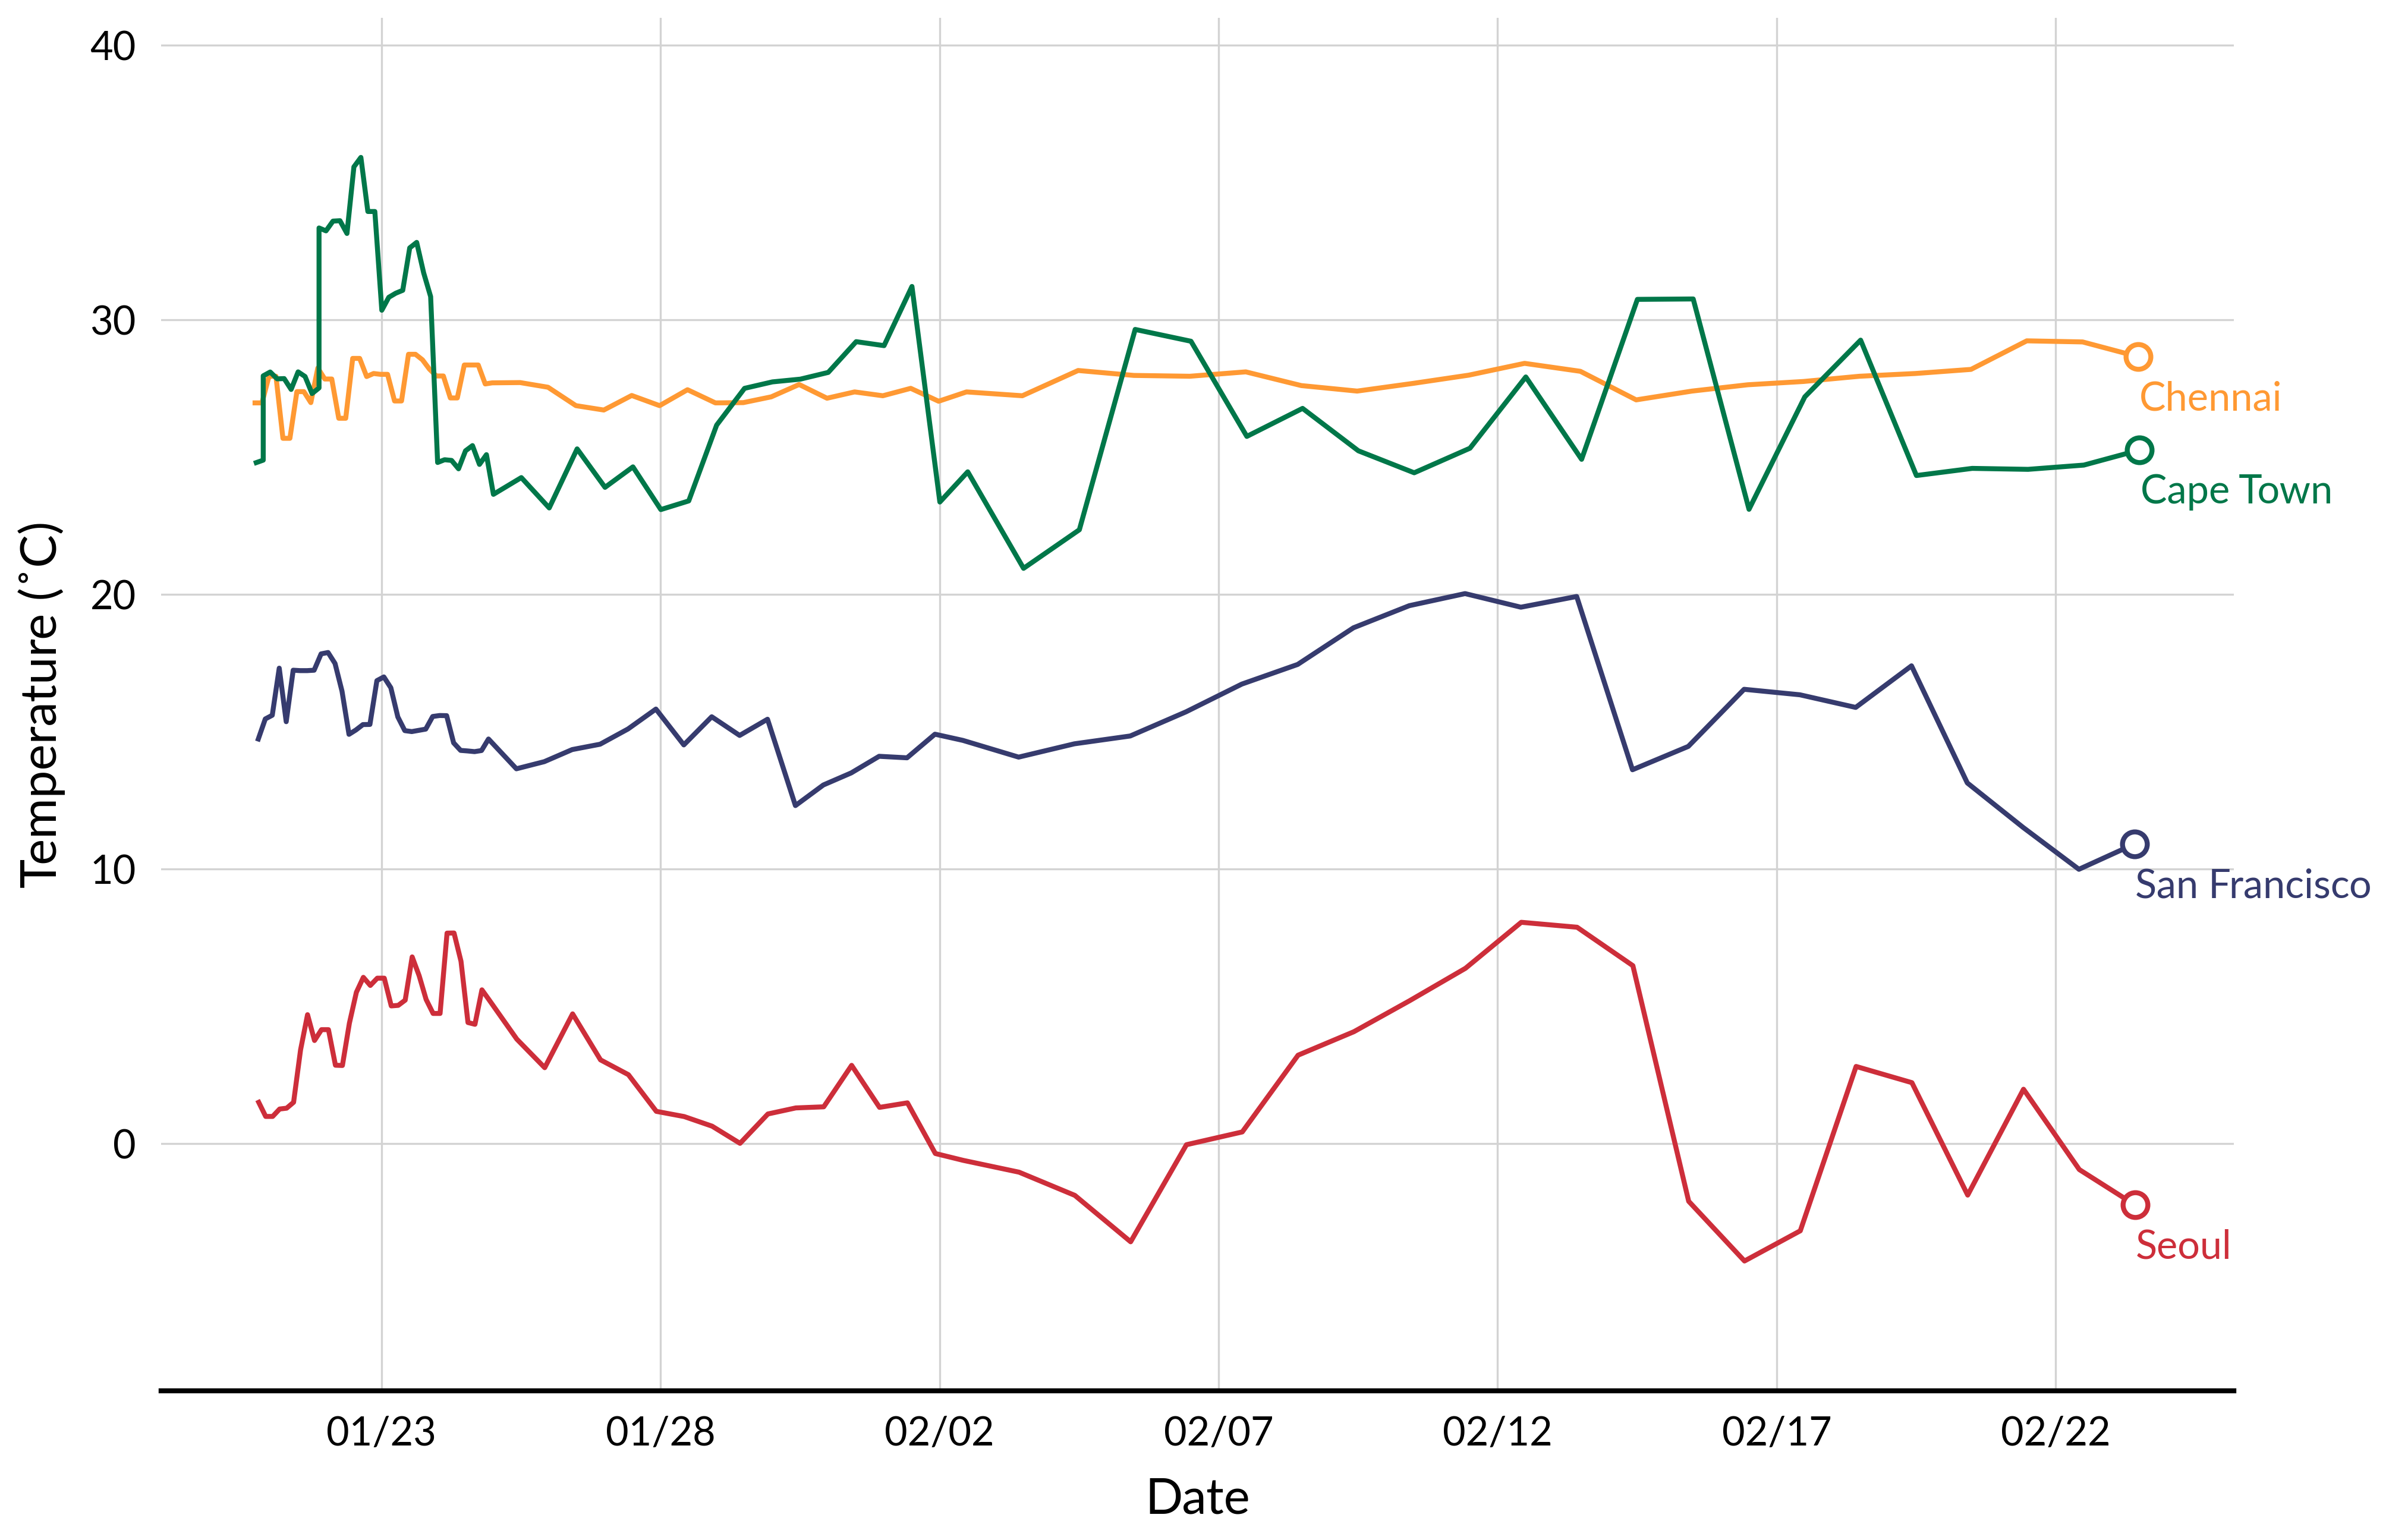 40
30
20
10
0
Temperature (°C)
Chennai
Cape Town
San Francisco
Seoul
01/23 01/28 02/02 02/07 02/12 02/17 02/22
Date